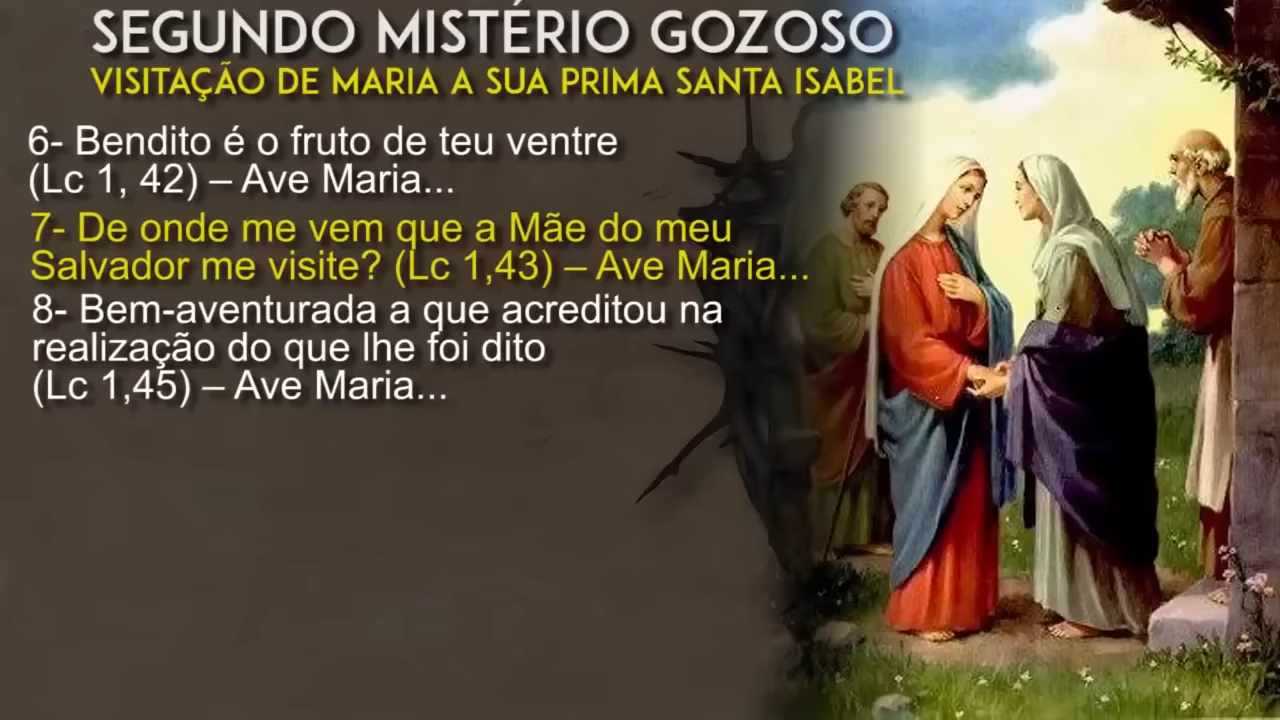 SEGUNDO MISTÉRIO GOZOSO
VISITAÇÃO DE MARIA A SUA PRIMA SANTA ISABEL
6- Bendito é o fruto de teu ventre
(Lc 1, 42) – Ave Maria...
7- De onde me vem que a Mãe do meu
Salvador me visite? (Lc 1,43) – Ave Maria...
8- Bem-aventurada a que acreditou na
realização do que lhe foi dito
(Lc 1,45) – Ave Maria...